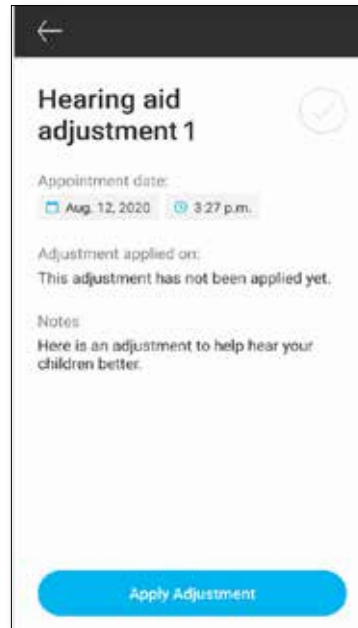 Hearing aid
adjustment 1
Appointment date:
Aug. 12, 2020 3:27 p.m.
Adjustment applied on:
This adjustment has not been applied yet.
Notes
Here is an adjustment to help hear your
children better.
Apply Adjustment